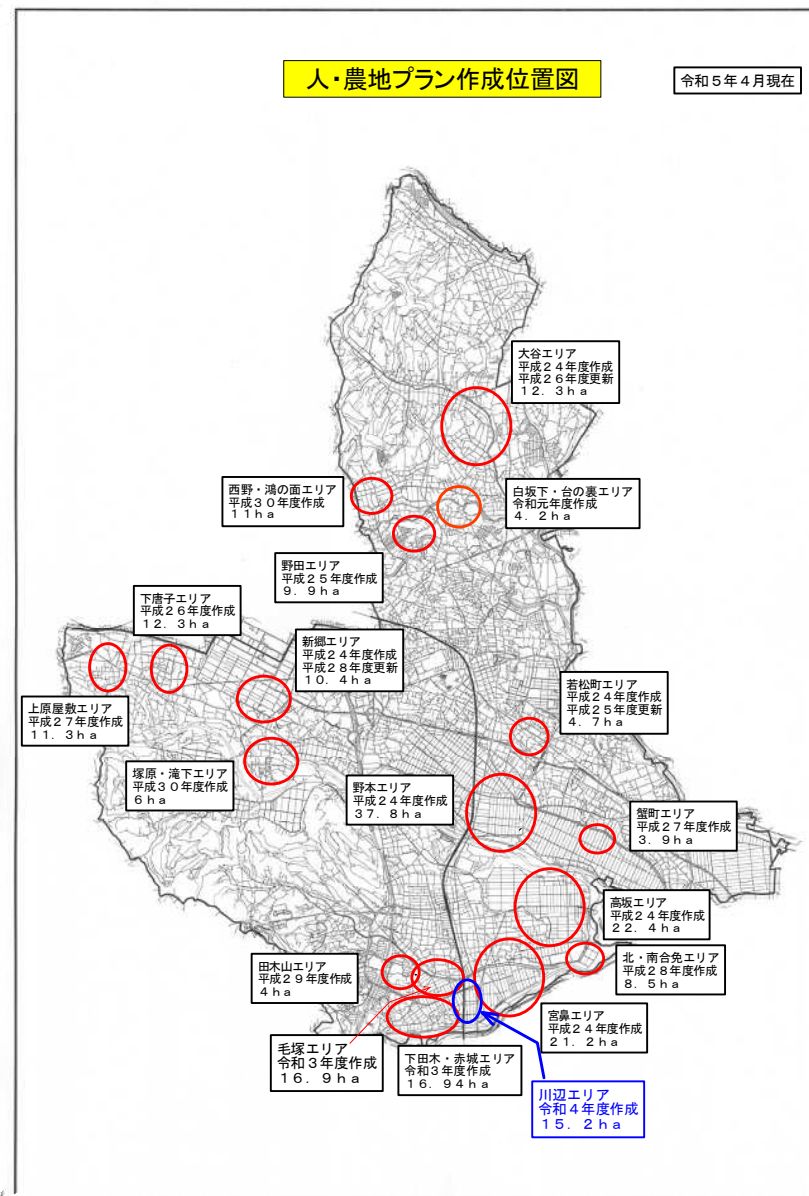 人・農地プラン作成位置図
令和５年４月現在
大谷エリア
平成２４年度作成
平成２６年度更新
１２．３ｈａ
西野・鴻の面エリア
平成３０年度作成
１１ｈａ
白坂下・台の裏エリア
令和元年度作成
４．２ｈａ
野田エリア
平成２５年度作成
９．９ｈａ
下唐子エリア
平成２６年度作成
１２．３ｈａ
新郷エリア
平成２４年度作成
平成２８年度更新
１０．４ｈａ
若松町エリア
平成２４年度作成
平成２５年度更新
４．７ｈａ
上原屋敷エリア
平成２７年度作成
１１．３ｈａ
塚原・滝下エリア
平成３０年度作成
６ｈａ
野本エリア
平成２４年度作成
３７．８ｈａ
蟹町エリア
平成２７年度作成
３．９ｈａ
高坂エリア
平成２４年度作成
２２．４ｈａ
北・南合免エリア
平成２８年度作成
８．５ｈａ
田木山エリア
平成２９年度作成
４ｈａ
宮鼻エリア
平成２４年度作成
２１．２ｈａ
毛塚エリア
令和３年度作成
１６．９ｈａ
下田木・赤城エリア
令和３年度作成
１６．９４ｈａ
川辺エリア
令和４年度作成
１５．２ｈａ